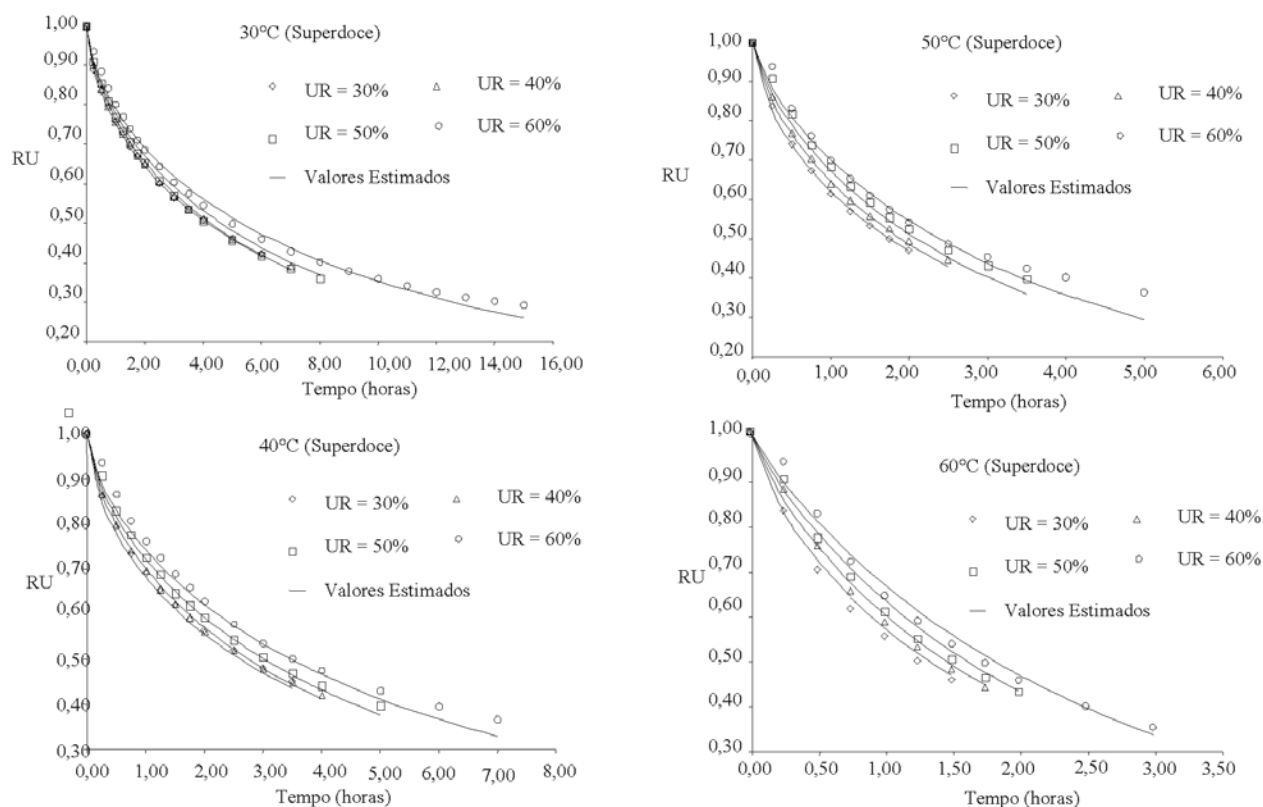 30°C (Superdoce)
1,00
0,90
0,80
0,70
0,60
0,50
0,40
0,30
0,20
RU
UR = 30%
UR = 40%
UR = 50%
UR = 60%
Valores Estimados
0,00 2,00 4,00 6,00 8,00 10,00 12,00 14,00 16,00
Tempo (horas)
50°C (Superdoce)
1,00
0,90
0,80
0,70
0,60
0,50
0,40
0,30
0,20
RU
UR = 30%
UR = 40%
UR = 50%
UR = 60%
Valores Estimados
0,00 1,00 2,00 3,00 4,00 5,00 6,00
Tempo (horas)
40°C (Superdoce)
1,00
0,90
0,80
0,70
0,60
0,50
0,40
0,30
RU
UR = 30%
UR = 40%
UR = 50%
UR = 60%
Valores Estimados
0,00 1,00 2,00 3,00 4,00 5,00 6,00 7,00 8,00
Tempo (horas)
60°C (Superdoce)
1,00
0,90
0,80
0,70
0,60
0,50
0,40
0,30
RU
UR = 30%
UR = 40%
UR = 50%
UR = 60%
Valores Estimados
0,00 0,50 1,00 1,50 2,00 2,50 3,00 3,50
Tempo (horas)